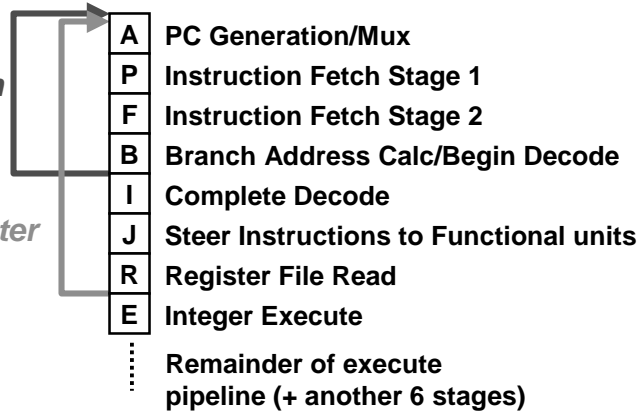 A PC Generation/Mux
P Instruction Fetch Stage 1
F Instruction Fetch Stage 2
B Branch Address Calc/Begin Decode
I Complete Decode
J Steer Instructions to Functional units
R Register File Read
E Integer Execute
Remainder of execute
pipeline (+ another 6 stages)